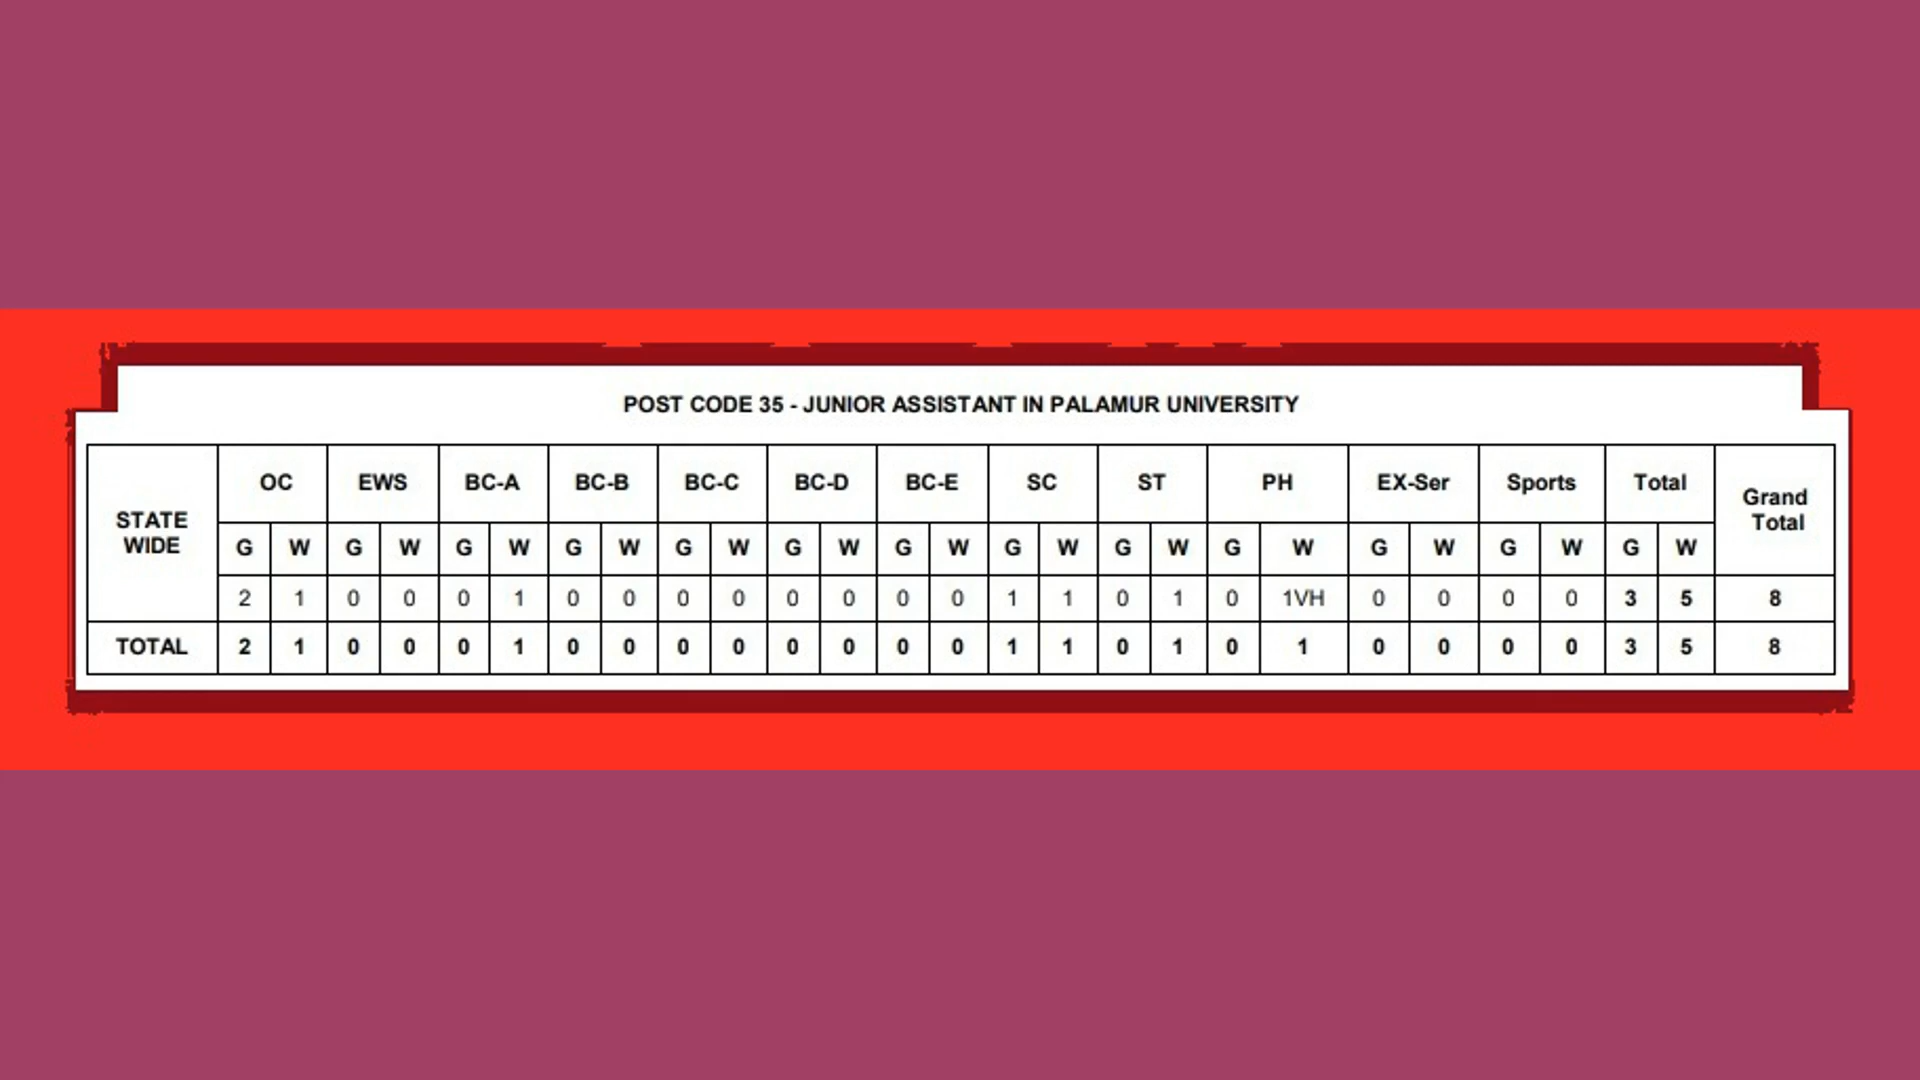 POST CODE 35 - JUNIOR ASSISTANT IN PALAMUR UNIVERSITY
STATE WIDE OC EWS BC-A BC-B BC-C BC-D BC-E SC ST PH EX-Ser Sports Total Grand Total
G W G W G W G W G W G W G W G W G W G W G W G W G W
2 1 0 0 0 1 0 0 0 0 0 0 0 0 1 1 0 1 0 1VH 0 0 0 0 3 5 8
TOTAL 2 1 0 0 0 1 0 0 0 0 0 0 0 0 1 1 0 1 0 1 0 0 0 0 3 5 8